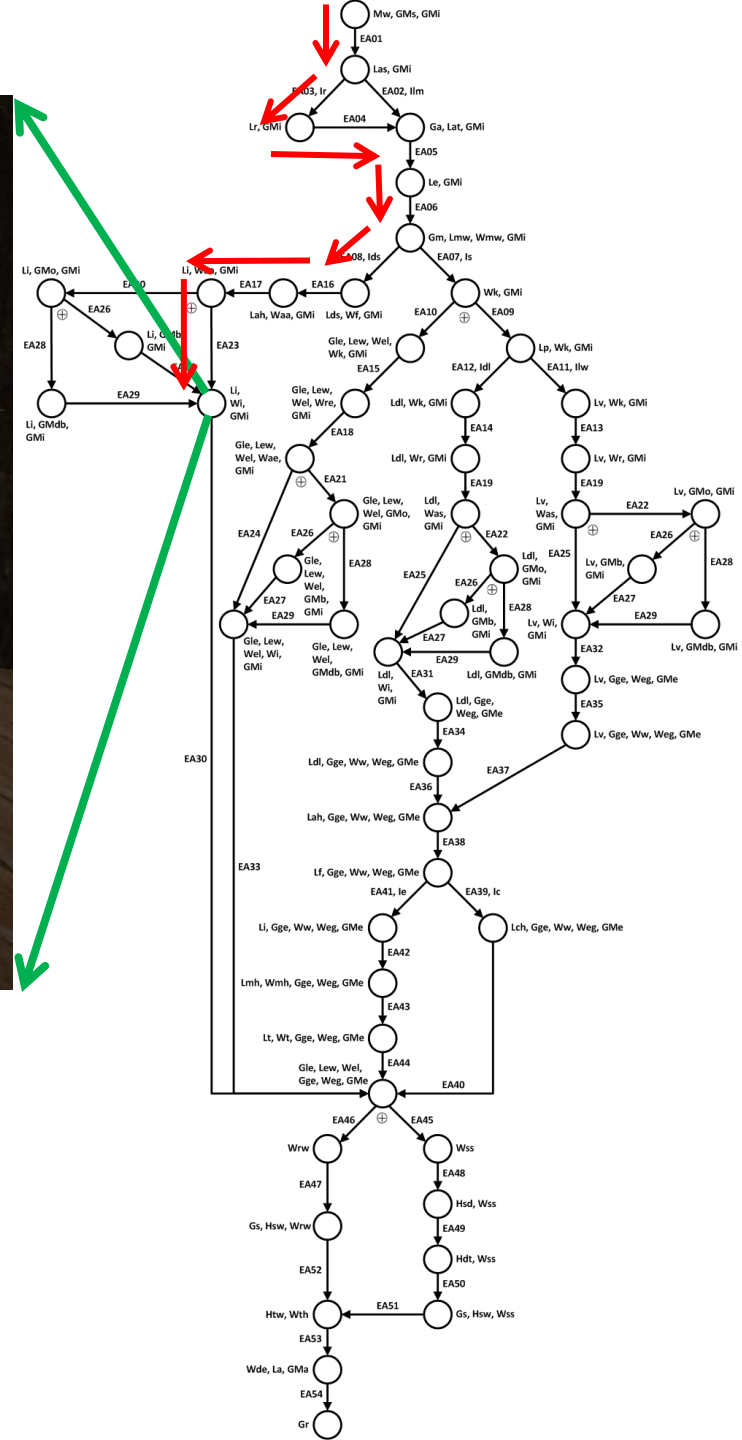 Mw, GMs, GMi
EA01
Las, GMi
EA03, Ir
EA02, Ilm
Lr, GMi
EA04
Ga, Lat, GMi
EA05
Le, GMi
EA06
Gm, Lmw, Wmw, GMi
EA08, Ids
EA07, Is
Li, GMo, GMi
Li,
GMi
EA17
EA16
Wk, GMi
EA26
Lah, Waa, GMi
Lds, Wf, GMi
EA10
EA09
EA28
Li,
GMi
EA23
Gle, Lew, Wel,
Wk, GMi
Lp, Wk, GMi
EA15
EA12, Idl
EA11, Ilw
EA29
Li, GMdb,
GMi
Li,
Wi,
GMi
Gle, Lew,
Wel, Wre,
GMi
Ldl, Wk, GMi
Lv, Wk, GMi
EA18
EA14
EA13
Gle, Lew,
Wel, Wae,
GMi
Ldl, Wr, GMi
Lv, Wr, GMi
EA21
EA19
EA19
Gle, Lew,
Wel, GMo,
GMi
Ldl,
Was,
GMi
Lv,
Was,
GMi
EA22
Lv, GMo, GMi
EA24
EA26
EA22
EA26
Gle,
Lew,
Wel,
GMb,
GMi
EA28
EA25
Ldl,
GMo,
GMi
EA25
Lv, GMb,
GMi
EA28
EA27
EA26
Ldl,
GMb,
GMi
EA28
EA27
EA29
EA27
Lv, Wi,
GMi
EA29
Gle, Lew,
Wel, Wi,
GMi
Gle, Lew,
Wel,
GMdb, GMi
EA29
Lv, GMdb, GMi
Ldl,
Wi,
GMi
EA31
Ldl, GMdb, GMi
EA32
Lv, Gge, Weg, GMe
Ldl, Gge,
Weg, GMe
EA35
EA34
Lv, Gge, Ww, Weg, GMe
EA30
Ldl, Gge, Ww, Weg, GMe
EA37
EA36
Lah, Gge, Ww, Weg, GMe
EA38
EA33
Lf, Gge, Ww, Weg, GMe
EA41, Ie
EA39, Ic
Li, Gge, Ww, Weg, GMe
Lch, Gge, Ww, Weg, GMe
EA42
Lmh, Wmh, Gge, Weg, GMe
EA43
Lt, Wt, Gge, Weg, GMe
EA44
Gle, Lew, Wel,
Gge, Weg, GMe
EA40
EA46
EA45
Wrw
Wss
EA47
EA48
Hsd, Wss
Gs, Hsw, Wrw
EA49
Hdt, Wss
EA52
EA50
Htw, Wth
EA51
Gs, Hsw, Wss
EA53
Wde, La, GMa
EA54
Gr